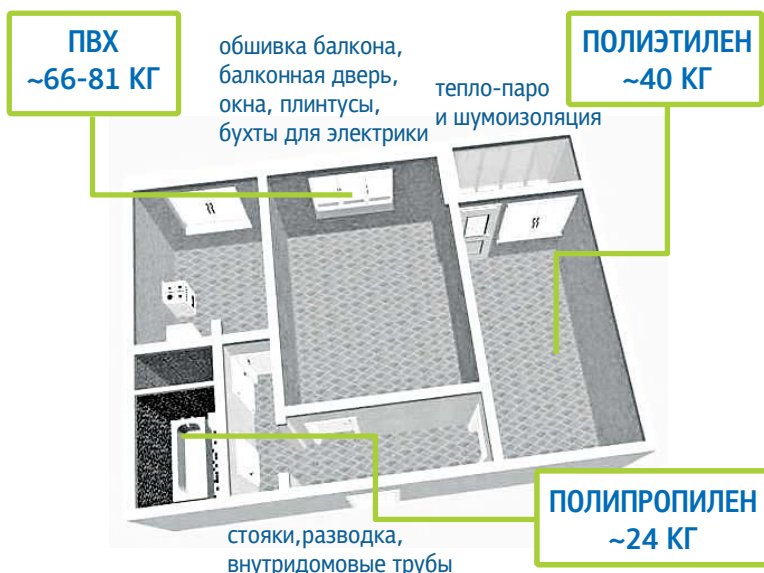 ПВХ
~66-81 КГ
обшивка балкона,
балконная дверь,
окна, плинтусы,
бухты для электрики
тепло-паро
и шумоизоляция
ПОЛИЭТИЛЕН
~40 КГ
ПОЛИПРОПИЛЕН
~24 КГ
стояки,разводка,
внутридомовые трубы